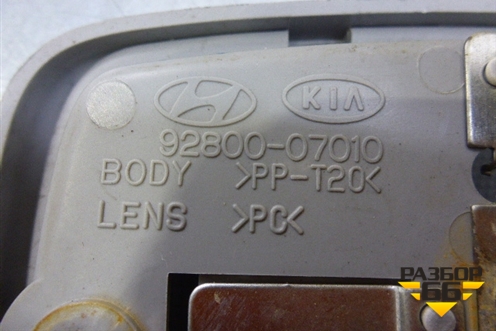 KIA
92800-07010
BODY >PP-T20<
LENS >PC<
РАЗБОР
66